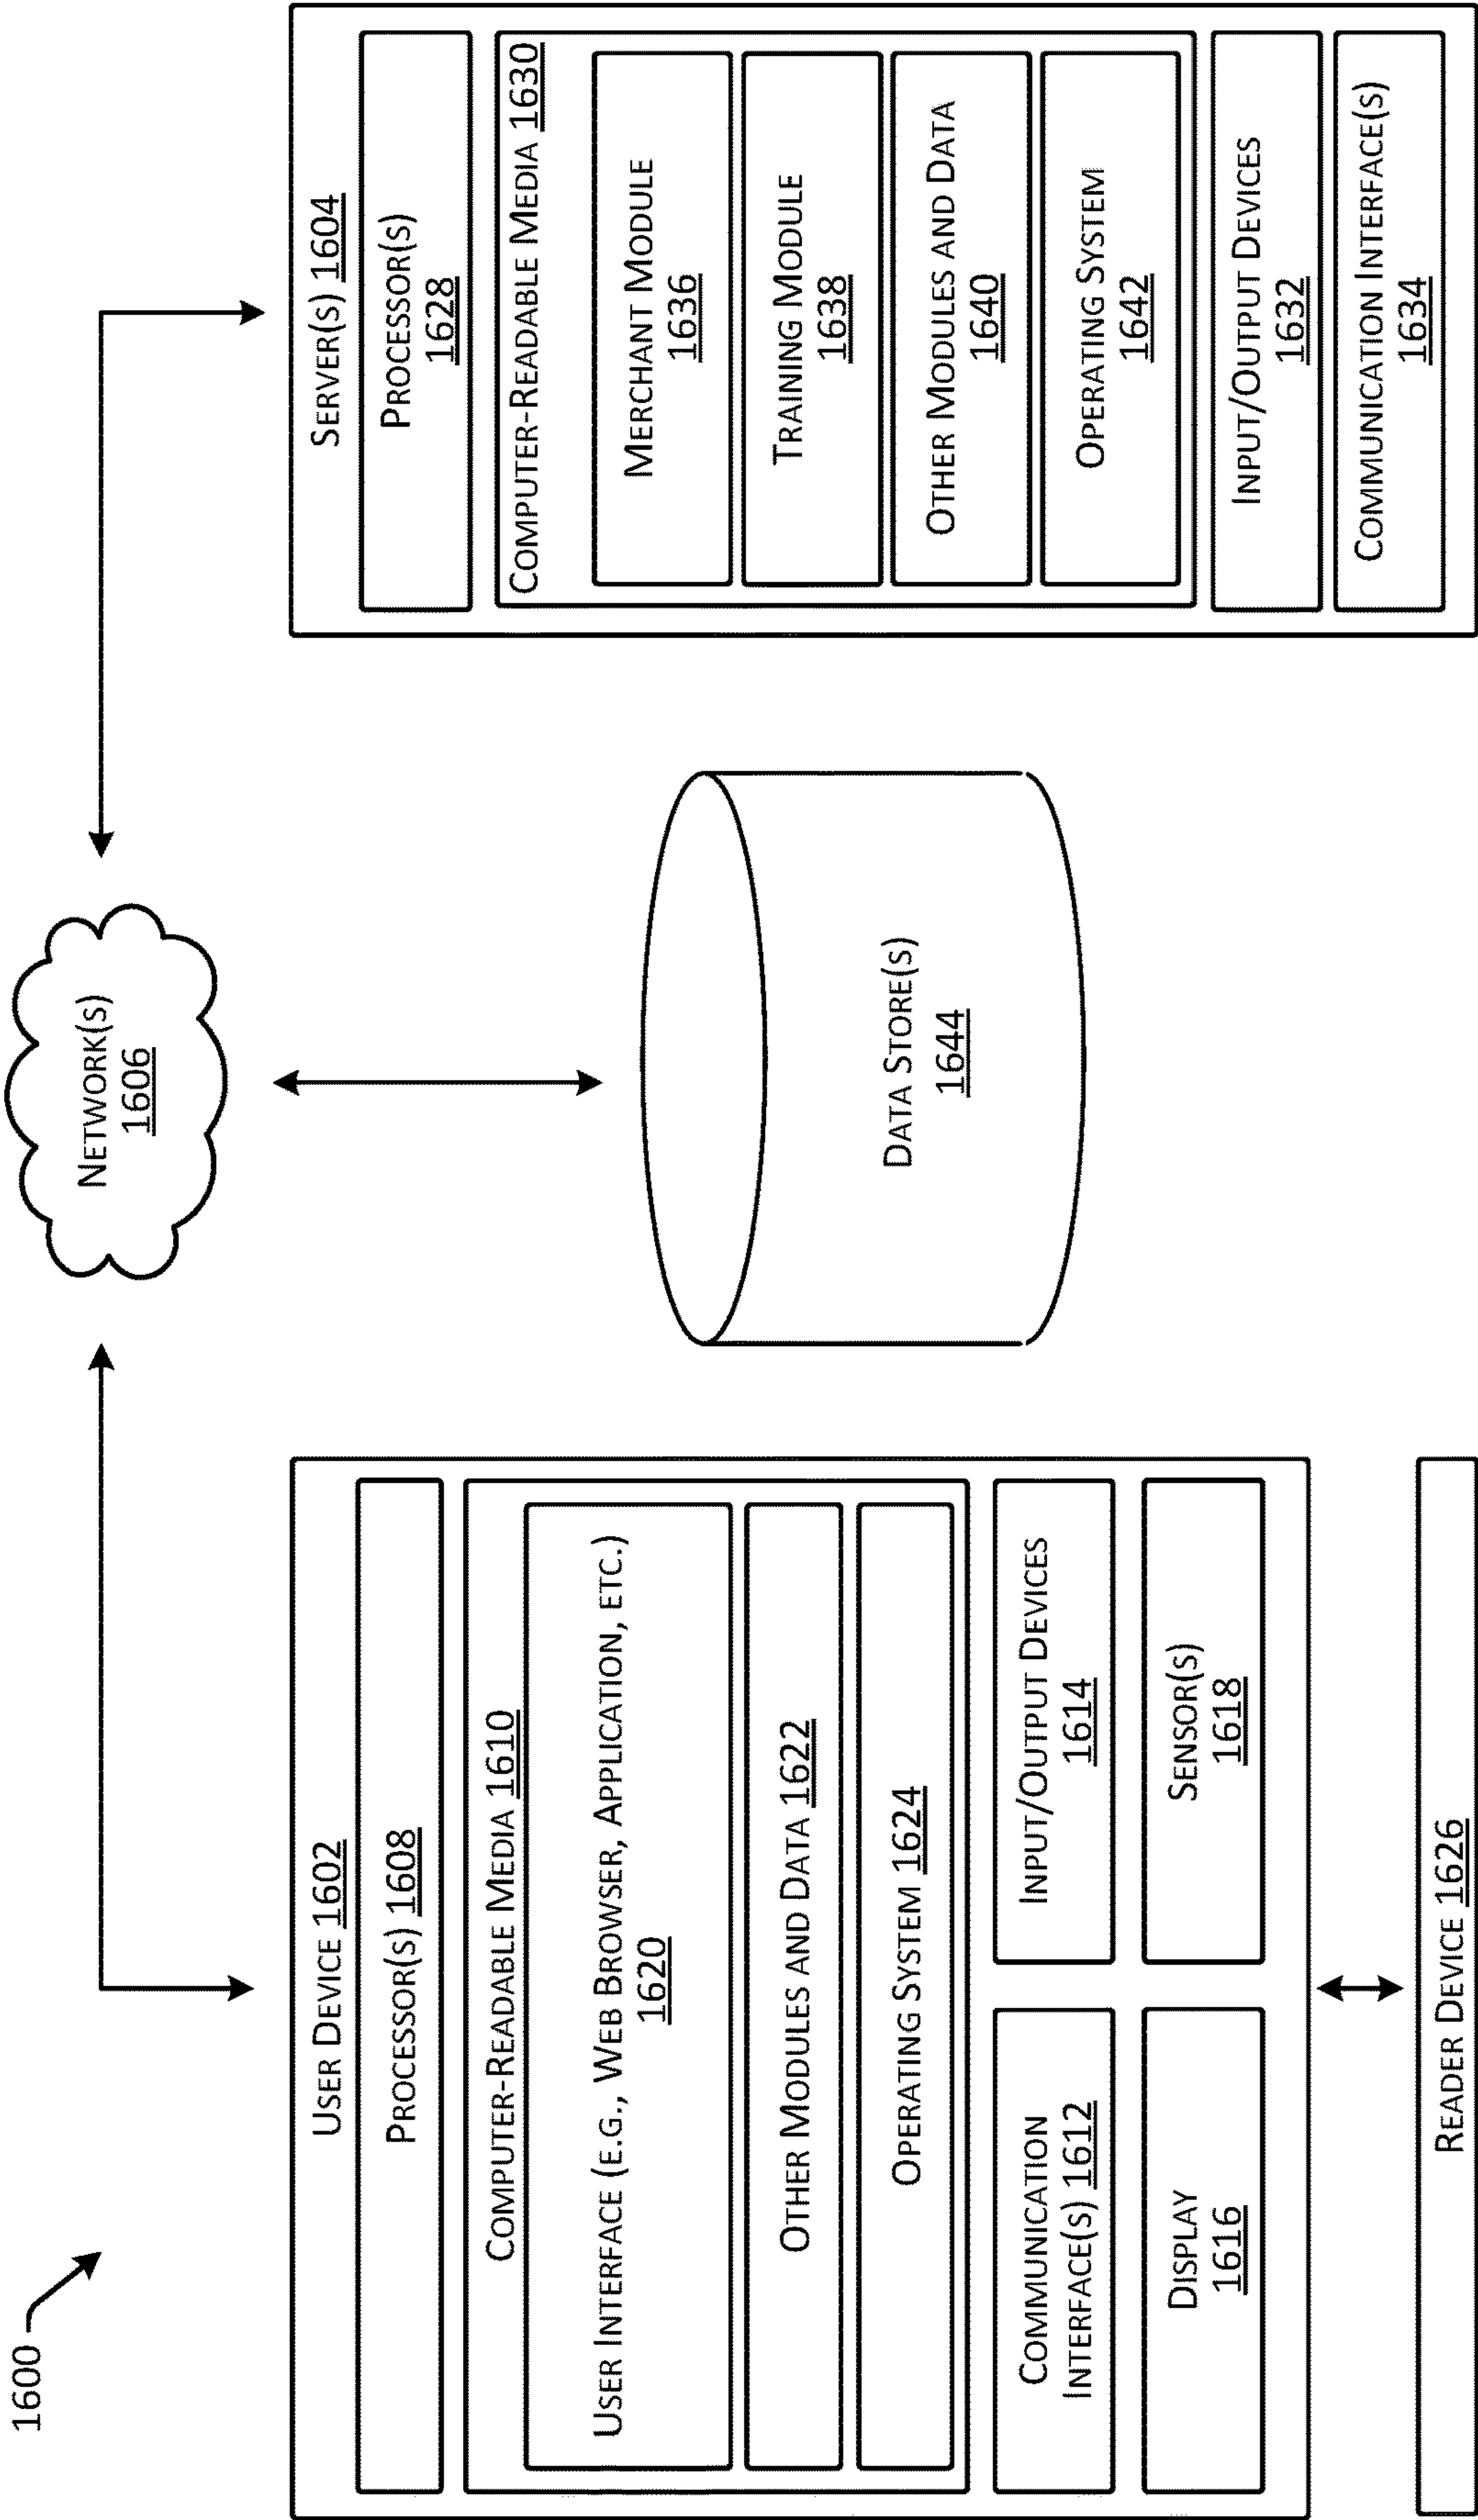 1600
NETWORK(S)
1606
USER DEVICE 1602
PROCESSOR(S) 1608
COMPUTER-READABLE MEDIA 1610
USER INTERFACE (E.G., WEB BROWSER, APPLICATION, ETC.)
1620
OTHER MODULES AND DATA 1622
OPERATING SYSTEM 1624
COMMUNICATION
INTERFACE(S) 1612
INPUT/OUTPUT DEVICES
1614
DISPLAY
1616
SENSOR(S)
1618
READER DEVICE 1626
DATA STORE(S)
1644
SERVER(S) 1604
PROCESSOR(S)
1628
COMPUTER-READABLE MEDIA 1630
MERCHANT MODULE
1636
TRAINING MODULE
1638
OTHER MODULES AND DATA
1640
OPERATING SYSTEM
1642
INPUT/OUTPUT DEVICES
1632
COMMUNICATION INTERFACE(S)
1634